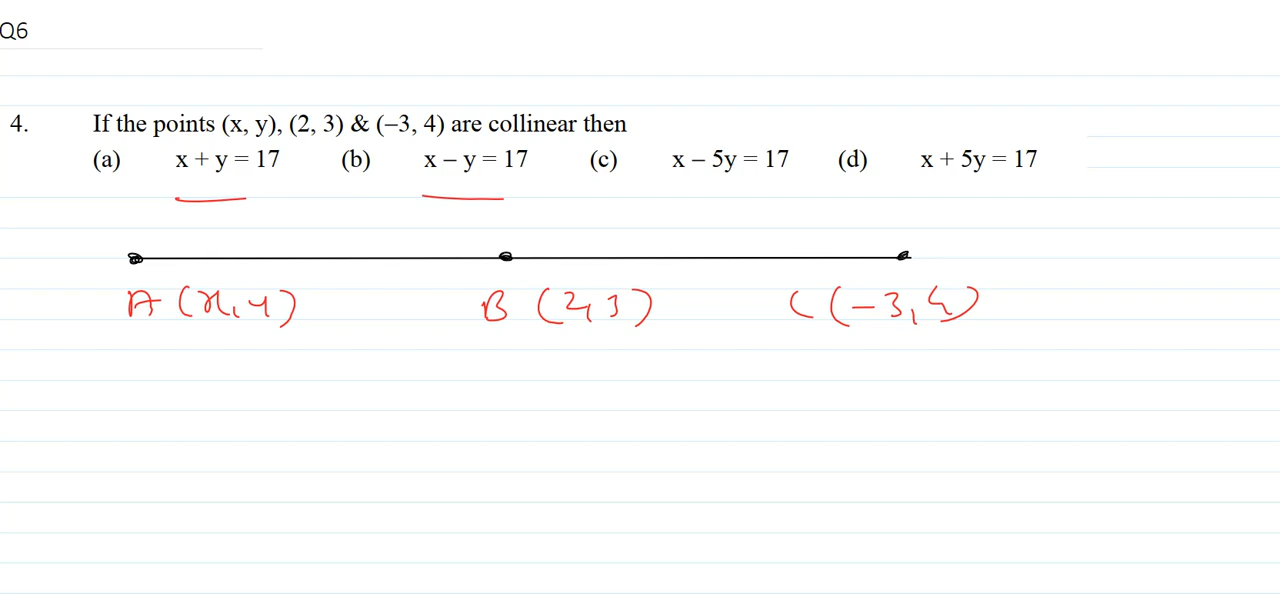 Q6
4. If the points (x, y), (2, 3) & (−3, 4) are collinear then
(a) x + y = 17 (b) x − y = 17 (c) x − 5y = 17 (d) x + 5y = 17
A (x, y) B (2, 3) C (−3, 4)